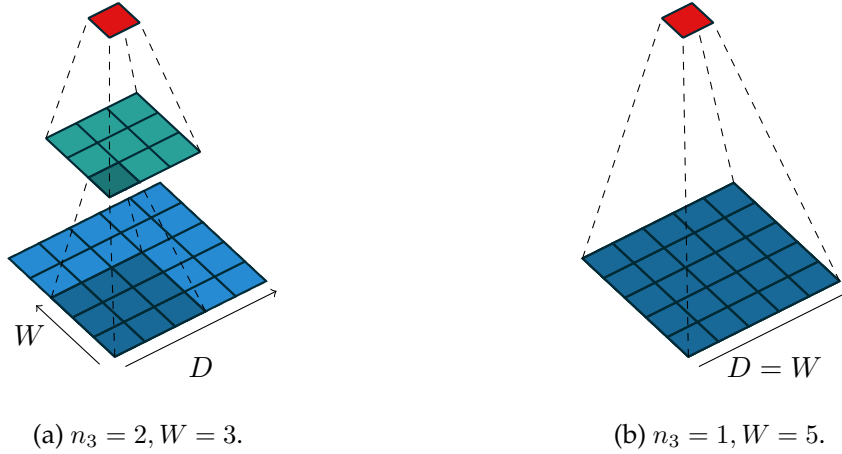 W
D
D = W
(a) n₃ = 2, W = 3.
(b) n₃ = 1, W = 5.